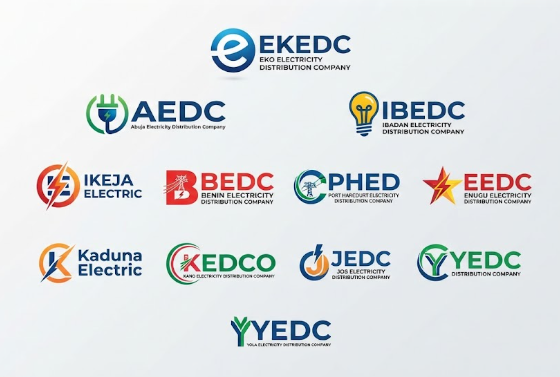 EKEDC
EKO ELECTRICITY
DISTRIBUTION COMPANY
AEDC
Abuja Electricity Distribution Company
IBEDC
IBADAN ELECTRICITY
DISTRIBUTION COMPANY
IKEJA
ELECTRIC
BEDC
BENIN ELECTRICITY
DISTRIBUTION COMPANY
PHED
PORT HARCOURT ELECTRICITY
DISTRIBUTION COMPANY
EEDC
ENUGU ELECTRICITY
DISTRIBUTION COMPANY
Kaduna
Electric
KEDCO
KANO ELECTRICITY DISTRIBUTION COMPANY
JEDC
JOS ELECTRICITY
DISTRIBUTION COMPANY
YEDC
DISTRIBUTION COMPANY
YEDC
YOLA ELECTRICITY DISTRIBUTION COMPANY